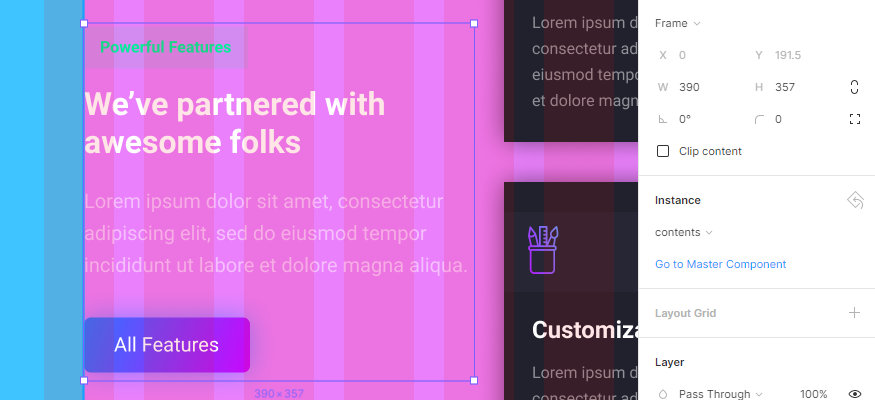 Powerful Features
We've partnered with
awesome folks
Lorem ipsum dolor sit amet, consectetur
adipiscing elit, sed do eiusmod tempor
incididunt ut labore et dolore magna aliqua.
All Features
390 × 357
Lorem ipsum d
consectetur ad
eiusmod tempo
et dolore magn
Customiza
Lorem ipsum d
consectetur ad
Frame
X 0 Y 191.5
W 390 H 357
0° 0
Clip content
Instance
contents
Go to Master Component
Layout Grid
Layer
Pass Through 100%